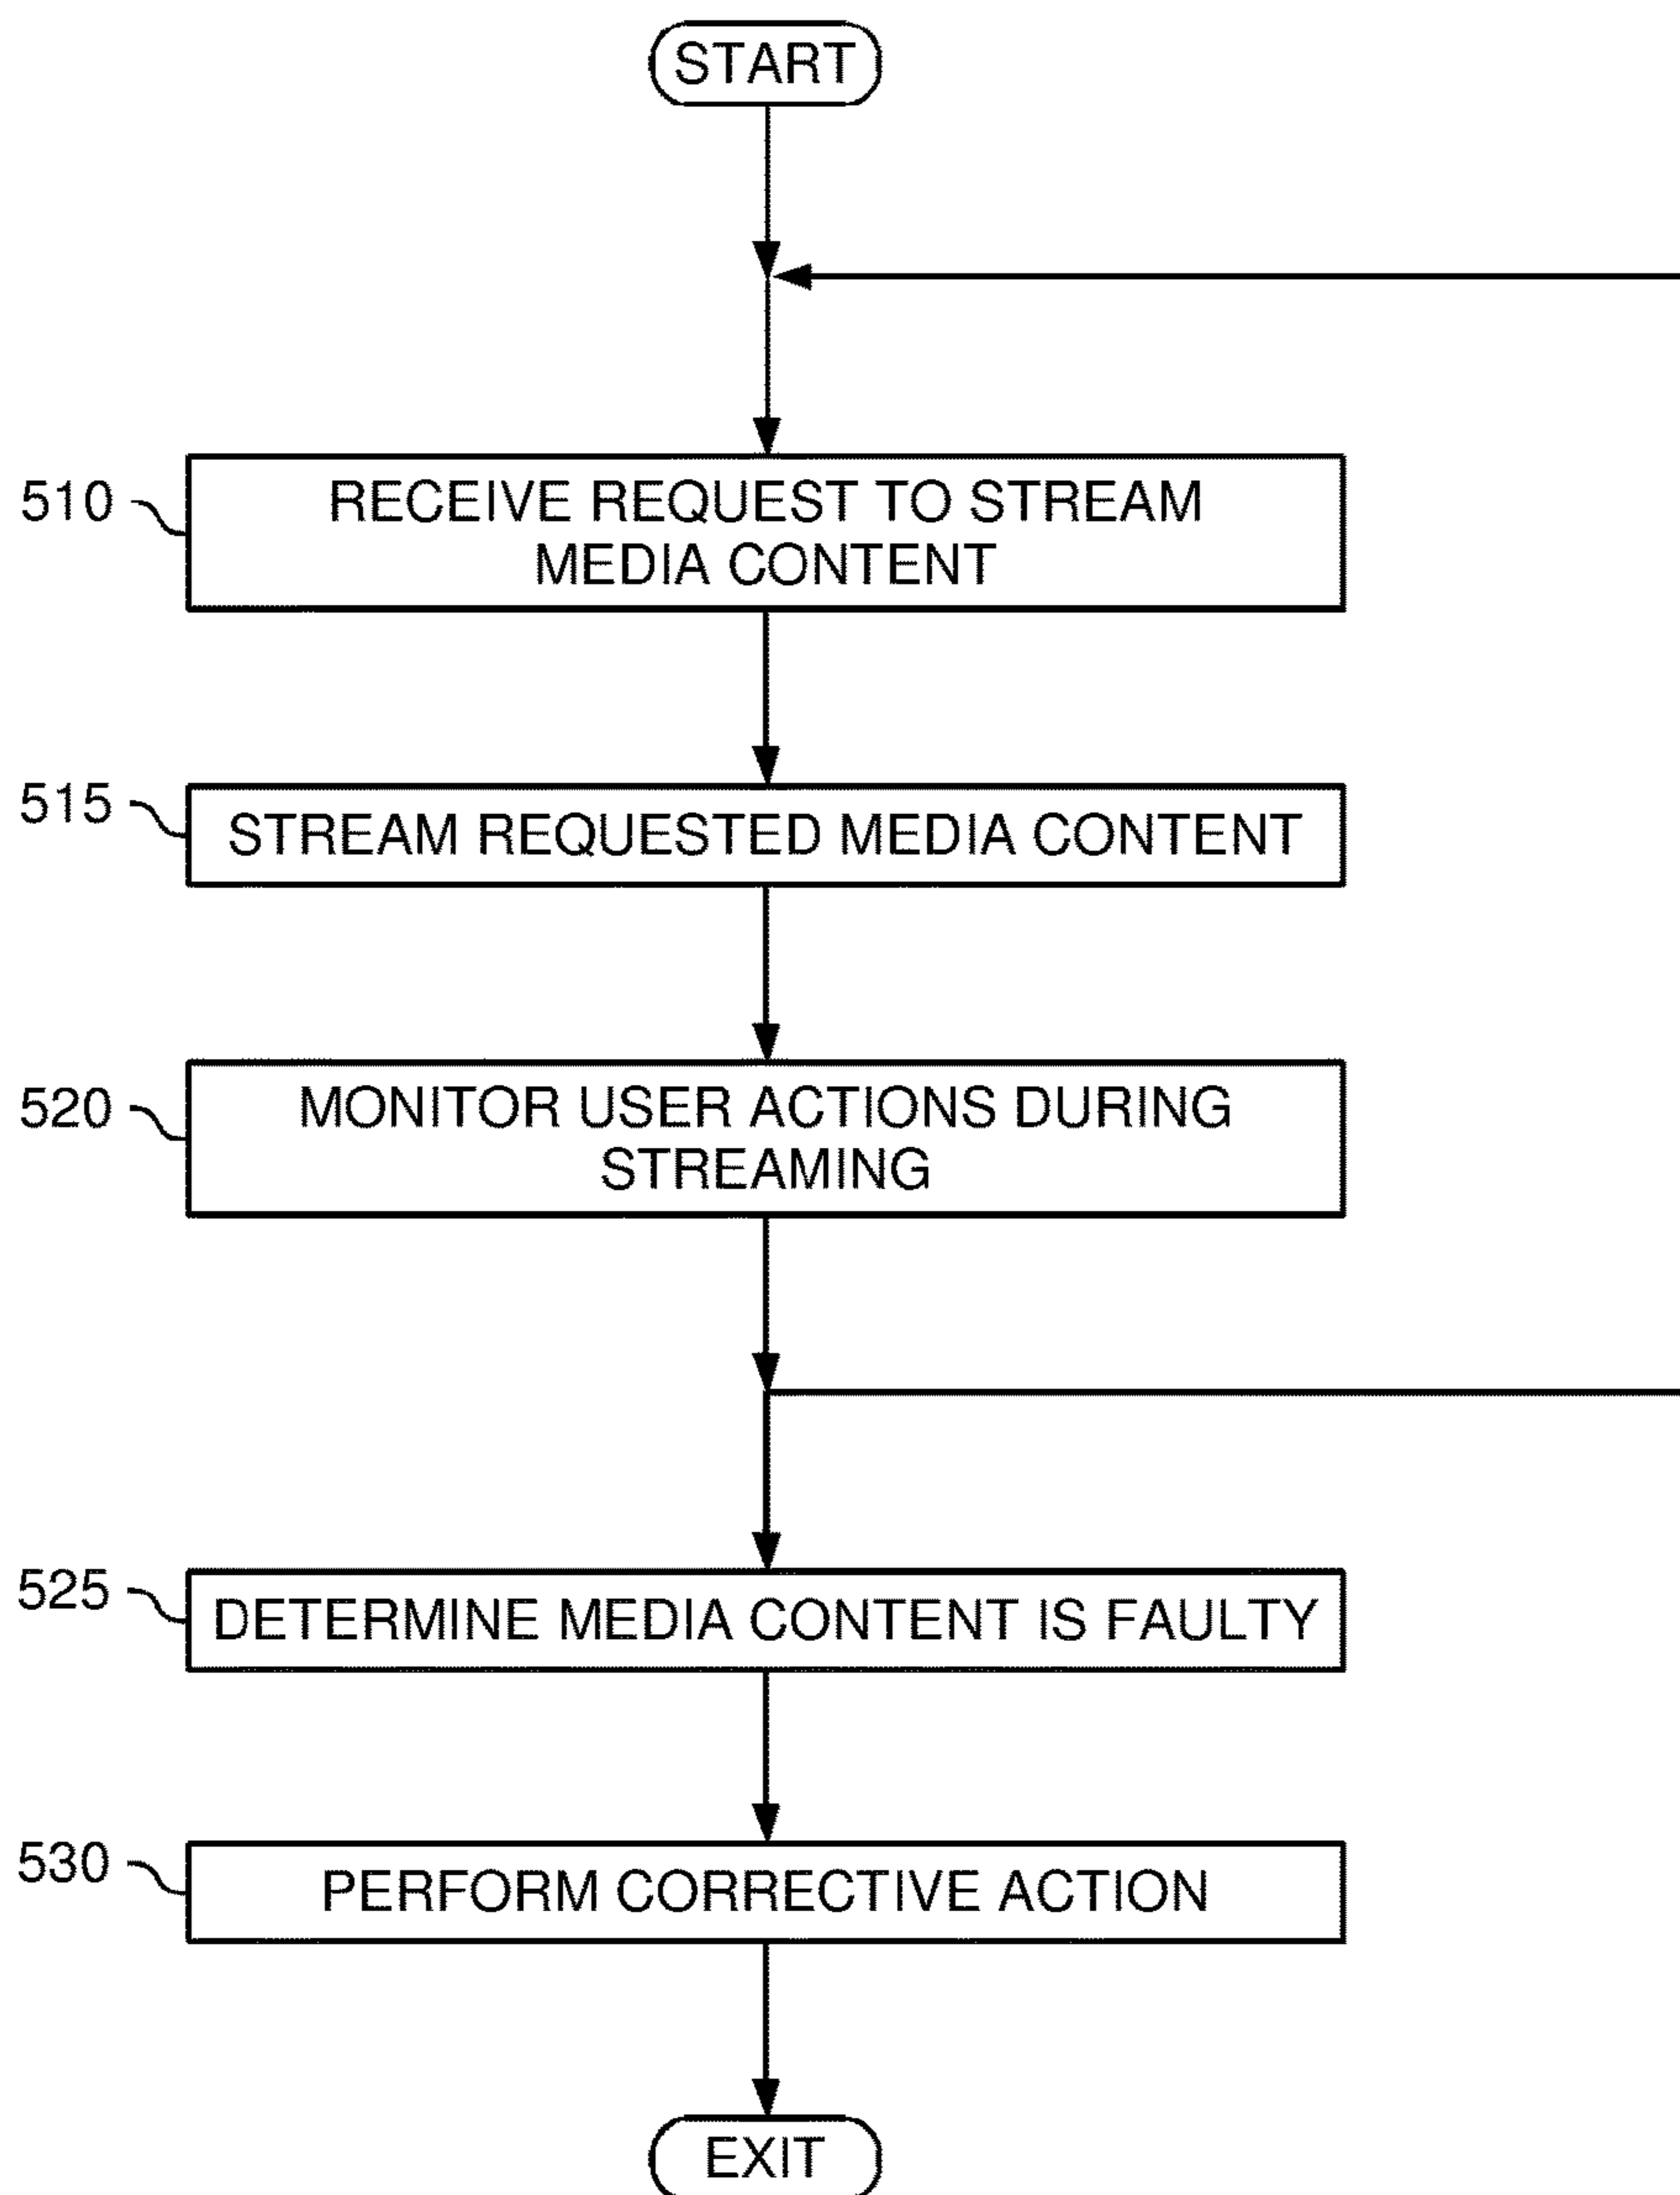 START
510
RECEIVE REQUEST TO STREAM
MEDIA CONTENT
515
STREAM REQUESTED MEDIA CONTENT
520
MONITOR USER ACTIONS DURING
STREAMING
525
DETERMINE MEDIA CONTENT IS FAULTY
530
PERFORM CORRECTIVE ACTION
EXIT